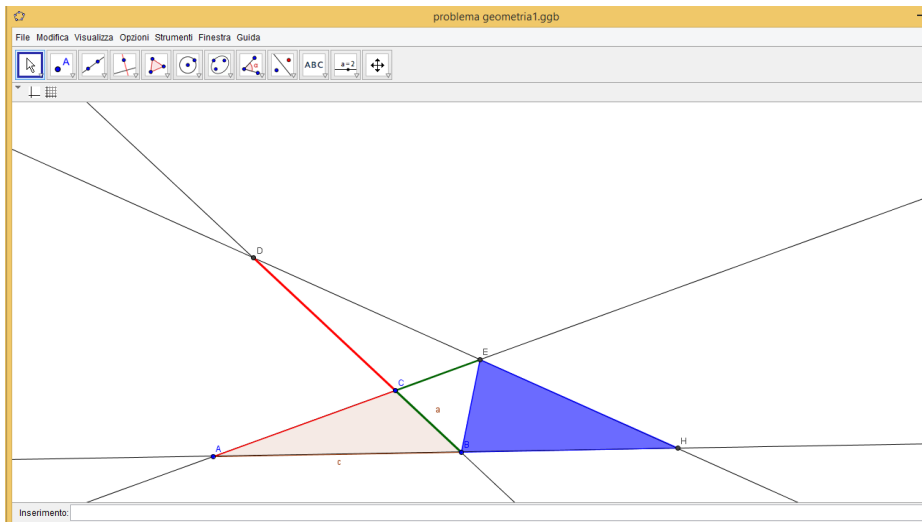 problema geometria1.ggb
File Modifica Visualizza Opzioni Strumenti Finestra Guida
A α ABC a=2
D
E
C
a
A B H
c
Inserimento: